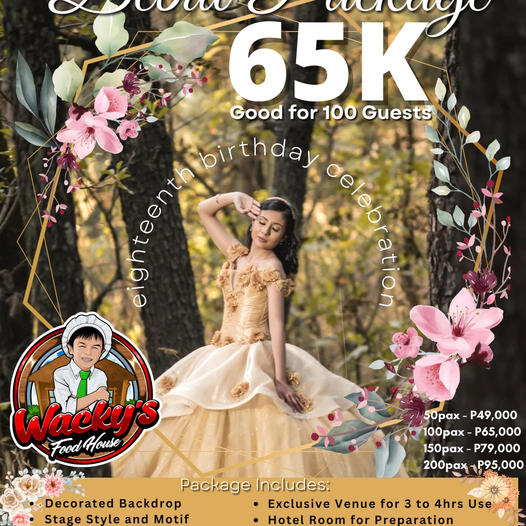 Debut Package
65K
Good for 100 Guests
eighteenth birthday celebration
Wacky's
Food House
50pax - P49,000
100pax - P65,000
150pax - P79,000
200pax - P95,000
Package Includes:
• Decorated Backdrop
• Stage Style and Motif
• Exclusive Venue for 3 to 4hrs Use
• Hotel Room for Preparation